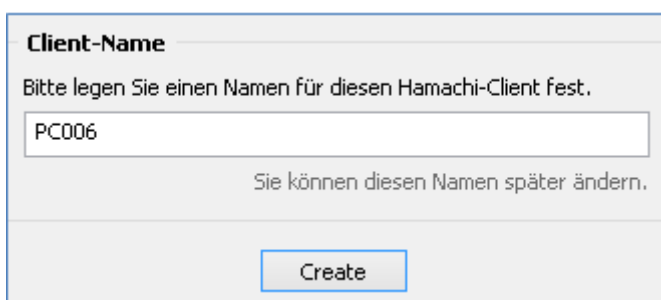 Client-Name
Bitte legen Sie einen Namen für diesen Hamachi-Client fest.
PC006
Sie können diesen Namen später ändern.
Create